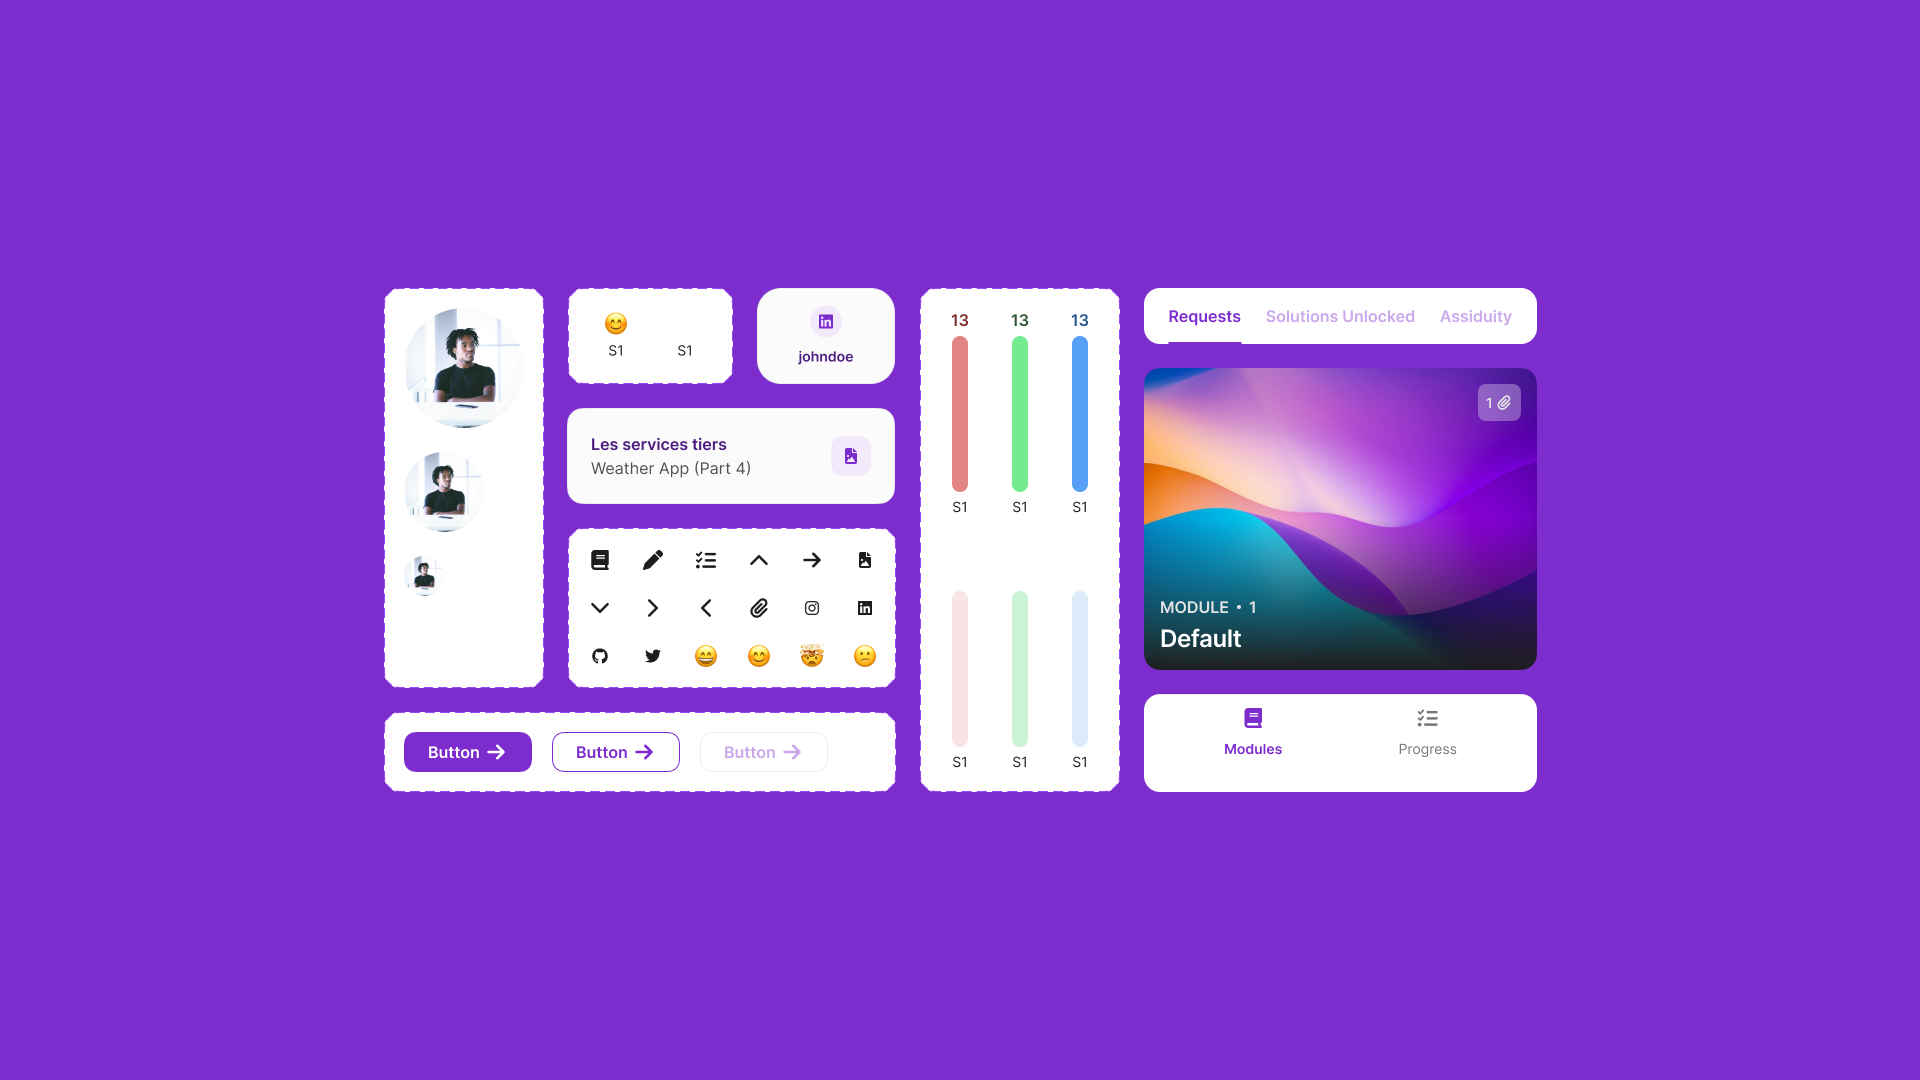 S1
S1
johndoe
Les services tiers
Weather App (Part 4)
Button
Button
Button
13
13
13
S1
S1
S1
S1
S1
S1
Requests
Solutions Unlocked
Assiduity
1
MODULE • 1
Default
Modules
Progress